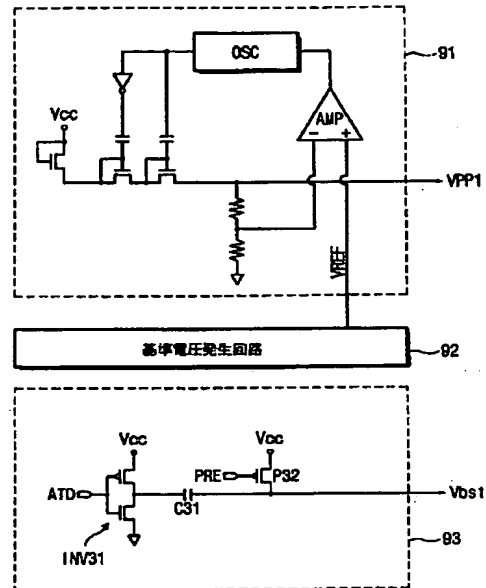 OSC
91
Vcc
AMP
- +
VPP1
VREF
基準電圧発生回路
92
Vcc
Vcc
PRE
P32
ATD
C31
Vbst
INV31
93